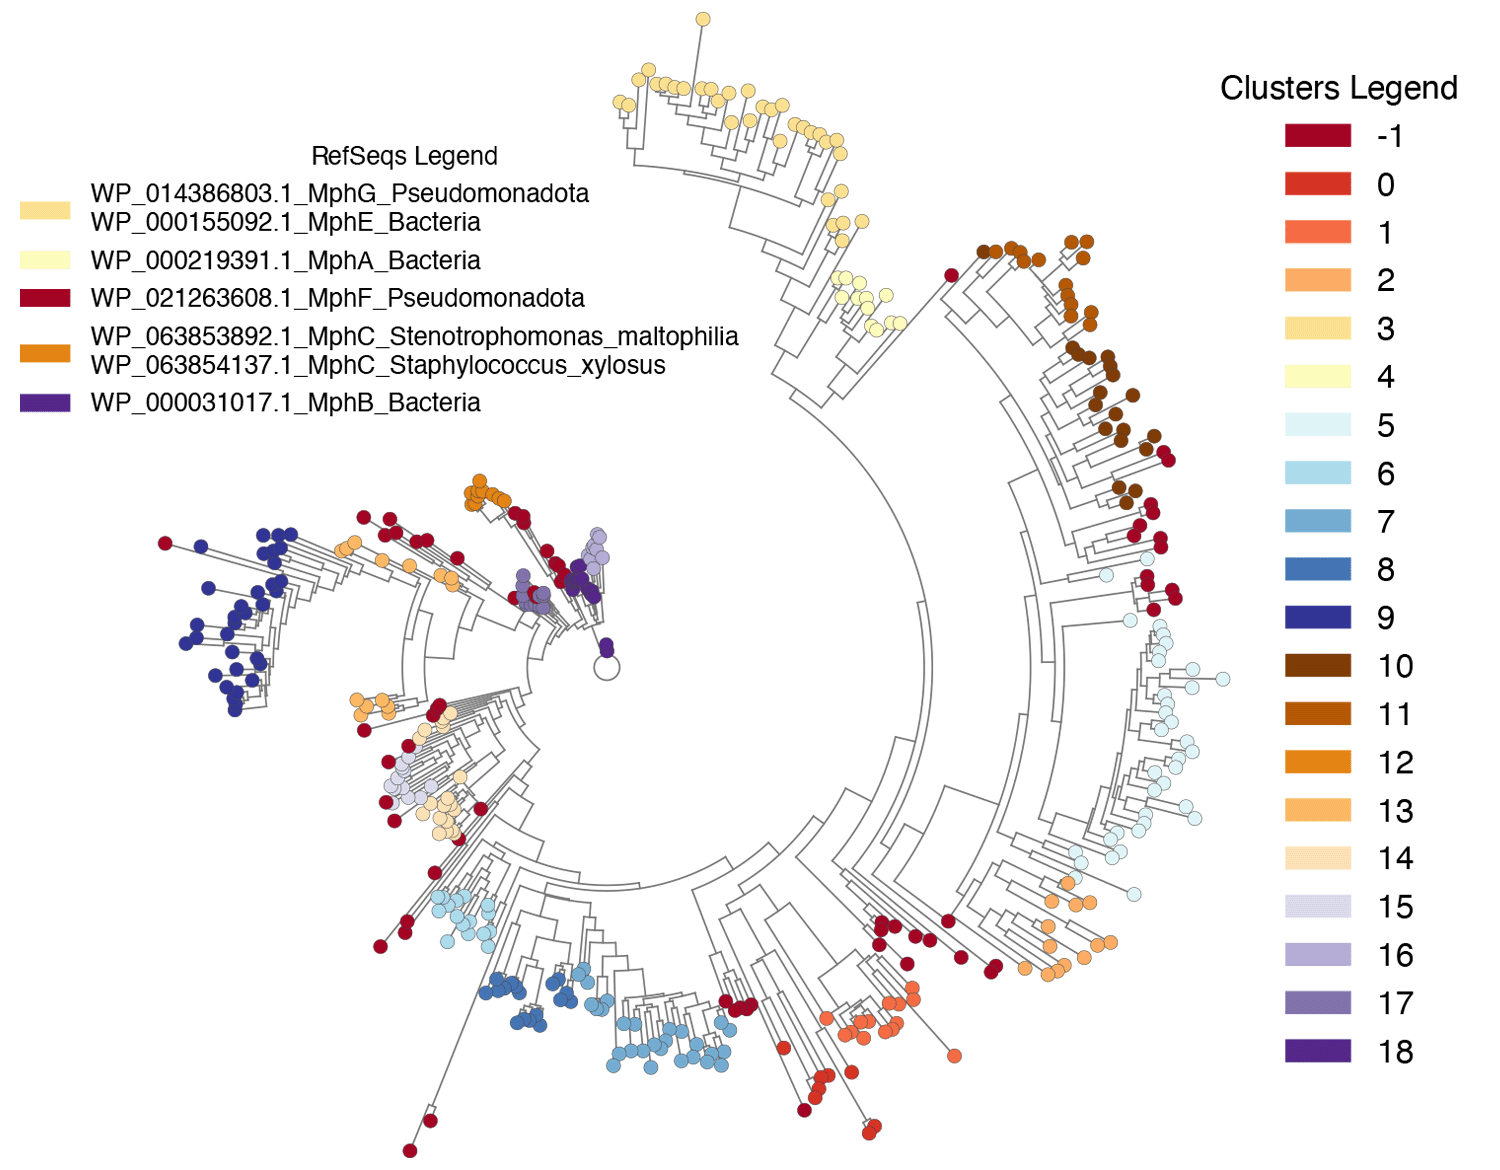 RefSeqs Legend
WP_014386803.1_MphG_Pseudomonadota
WP_000155092.1_MphE_Bacteria
WP_000219391.1_MphA_Bacteria
WP_021263608.1_MphF_Pseudomonadota
WP_063853892.1_MphC_Stenotrophomonas_maltophilia
WP_063854137.1_MphC_Staphylococcus_xylosus
WP_000031017.1_MphB_Bacteria
Clusters Legend
-1
0
1
2
3
4
5
6
7
8
9
10
11
12
13
14
15
16
17
18